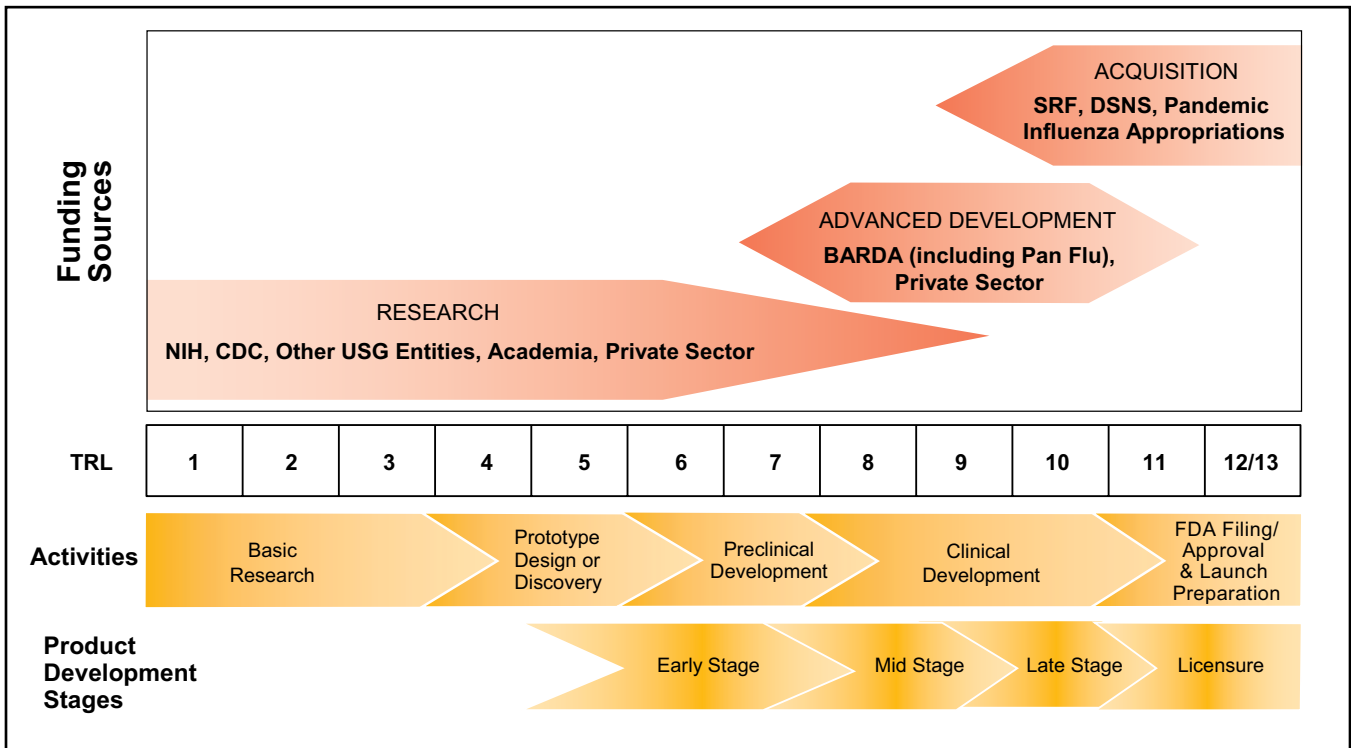 Funding
Sources
ACQUISITION
SRF, DSNS, Pandemic
Influenza Appropriations
ADVANCED DEVELOPMENT
BARDA (including Pan Flu),
Private Sector
RESEARCH
NIH, CDC, Other USG Entities, Academia, Private Sector
TRL 1 2 3 4 5 6 7 8 9 10 11 12/13
Activities
Basic
Research
Prototype
Design or
Discovery
Preclinical
Development
Clinical
Development
FDA Filing/
Approval
& Launch
Preparation
Product
Development
Stages
Early Stage
Mid Stage
Late Stage
Licensure